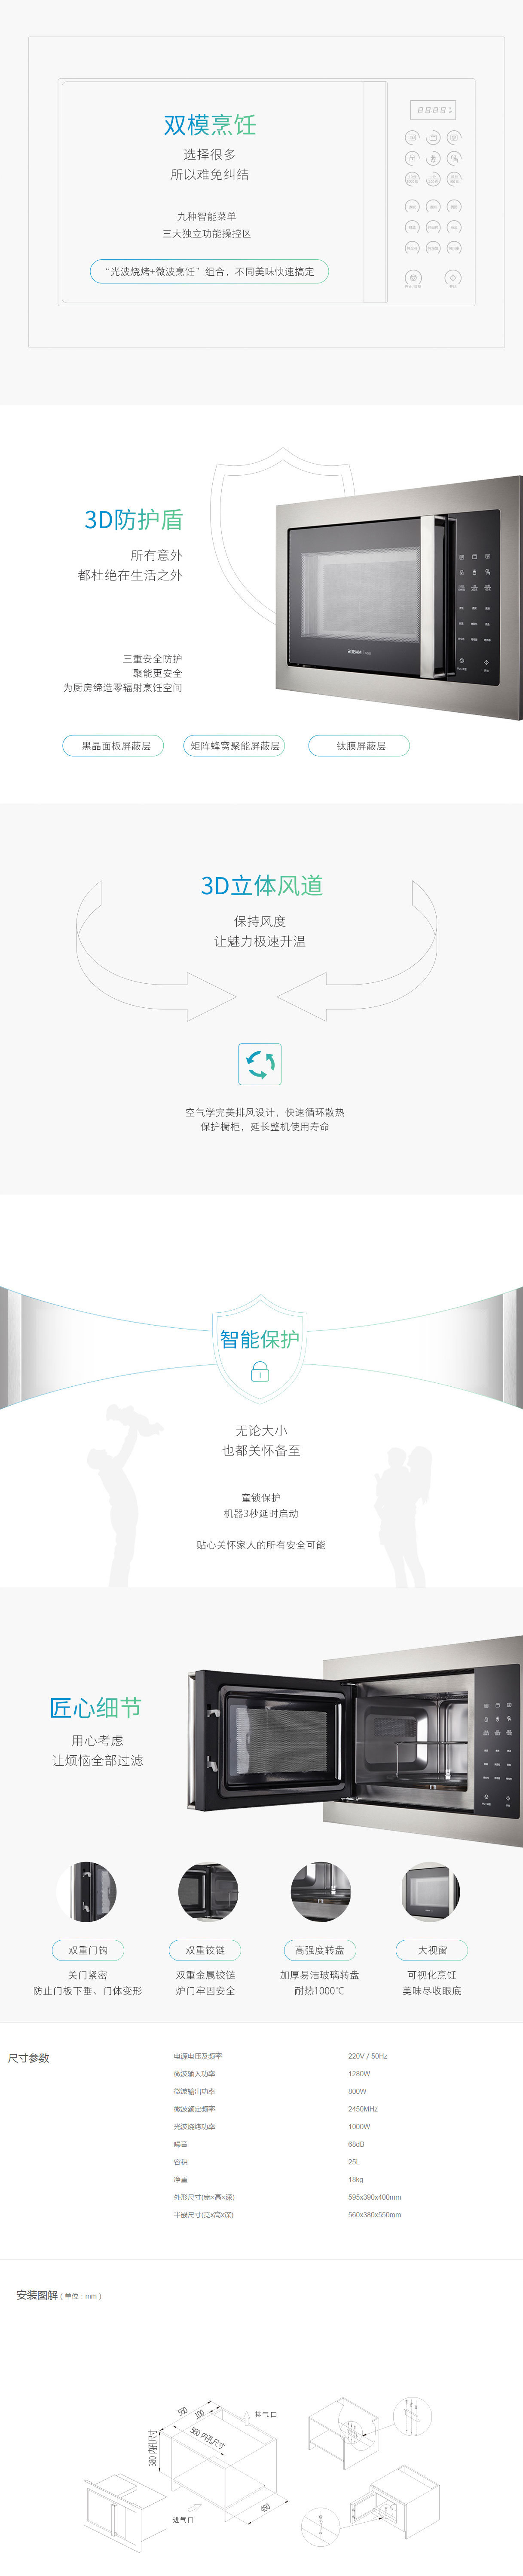 8888
双模烹饪
选择很多
所以难免纠结
九种智能菜单
三大独立功能操控区
“光波烧烤+微波烹饪”组合，不同美味快速搞定
3D防护盾
所有意外
都杜绝在生活之外
三重安全防护
聚能更安全
为厨房缔造零辐射烹饪空间
ROBAM
黑晶面板屏蔽层
矩阵蜂窝聚能屏蔽层
钛膜屏蔽层
3D立体风道
保持风度
让魅力极速升温
空气学完美排风设计，快速循环散热
保护橱柜，延长整机使用寿命
智能保护
无论大小
也都关怀备至
童锁保护
机器3秒延时启动
贴心关怀家人的所有安全可能
匠心细节
用心考虑
让烦恼全部过滤
双重门钩
关门紧密
防止门板下垂、门体变形
双重铰链
双重金属铰链
炉门牢固安全
高强度转盘
加厚易洁玻璃转盘
耐热1000℃
大视窗
可视化烹饪
美味尽收眼底
尺寸参数
电源电压及频率 220V / 50Hz
微波输入功率 1280W
微波输出功率 800W
微波额定频率 2450MHz
光波烧烤功率 1000W
噪音 68dB
容积 25L
净重 18kg
外形尺寸(宽×高×深) 595x390x400mm
半嵌尺寸(宽x高x深) 560x380x550mm
安装图解（单位：mm）
550
100
排气口
560 内孔尺寸
380 内孔尺寸
450
进气口